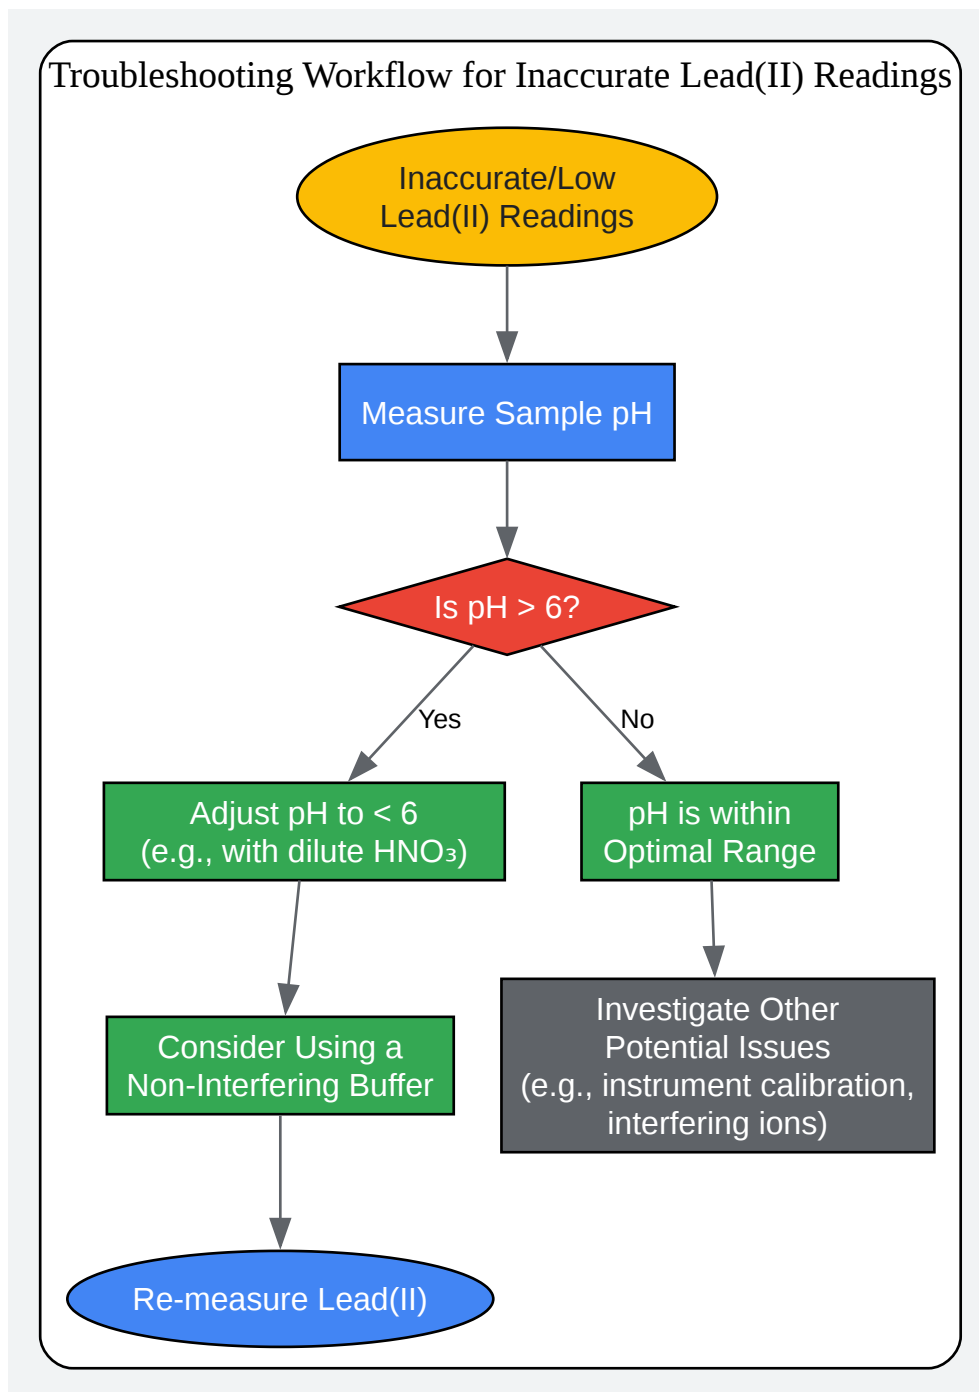 Troubleshooting Workflow for Inaccurate Lead(II) Readings
Inaccurate/Low
Lead(II) Readings
Measure Sample pH
Is pH > 6?
Yes
No
Adjust pH to < 6
(e.g., with dilute HNO₃)
pH is within
Optimal Range
Consider Using a
Non-Interfering Buffer
Investigate Other
Potential Issues
(e.g., instrument calibration,
interfering ions)
Re-measure Lead(II)